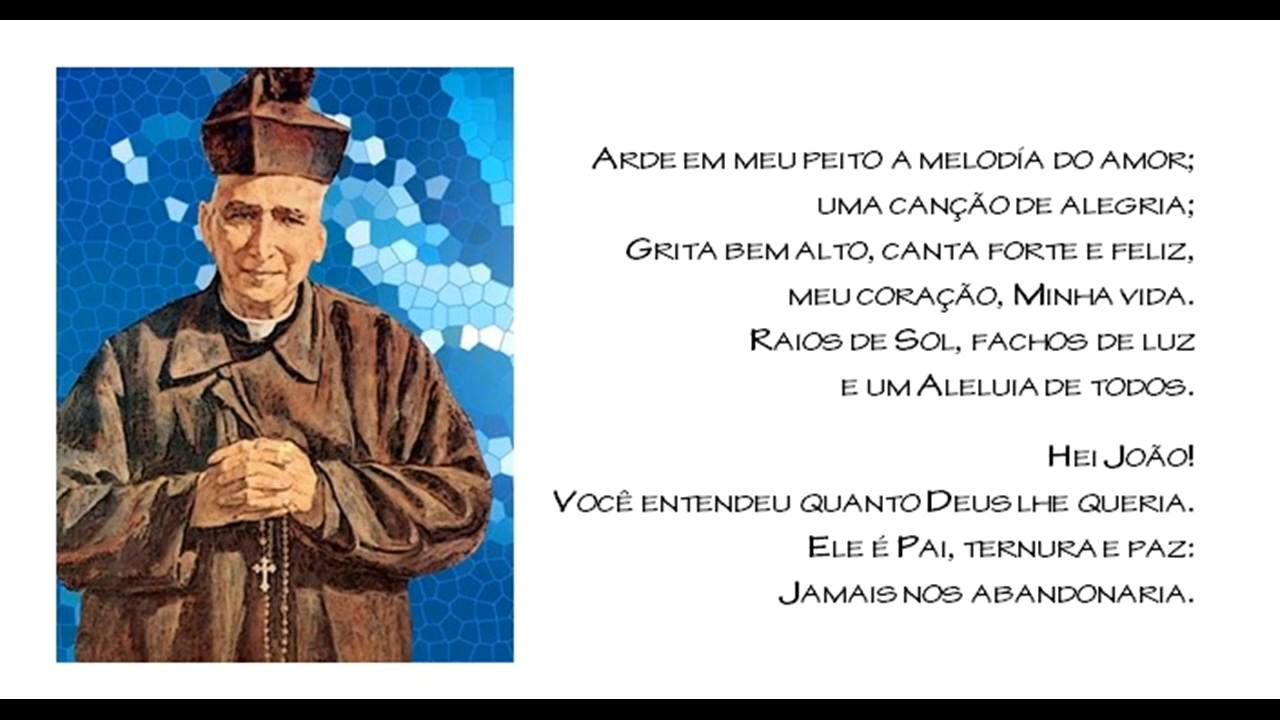 Arde em meu peito a melodía do amor;
uma canção de alegria;
Grita bem alto, canta forte e feliz,
meu coração, Minha vida.
Raios de Sol, fachos de luz
e um Aleluia de todos.
Hei João!
Você entendeu quanto Deus lhe queria.
Ele é Pai, ternura e paz:
Jamais nos abandonaria.